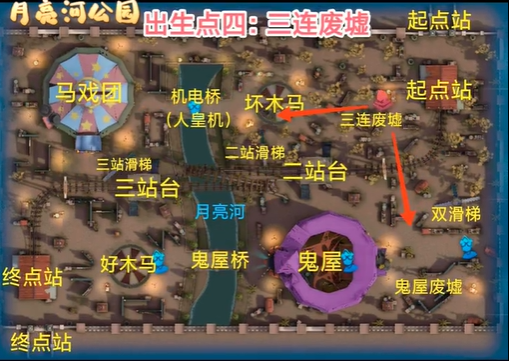 月亮河公园
出生点四：三连废墟
起点站
马戏团
机电桥
（人皇机）
坏木马
起点站
三连废墟
三站滑梯
二站滑梯
三站台
二站台
月亮河
双滑梯
好木马
鬼屋桥
鬼屋
终点站
鬼屋废墟
终点站